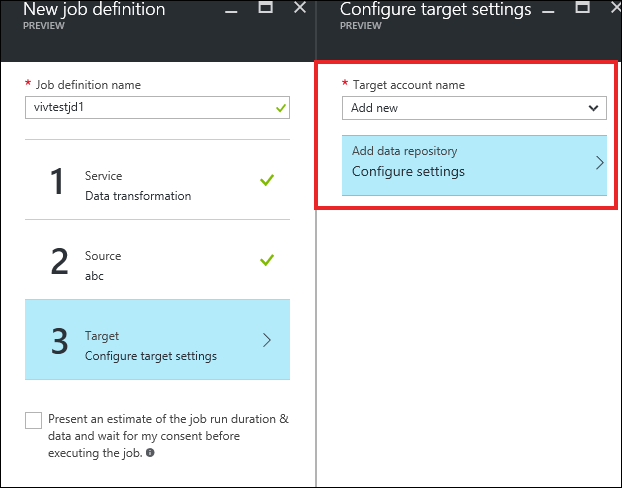 New job definition
PREVIEW
* Job definition name
vivtestjd1
1
Service
Data transformation
2
Source
abc
3
Target
Configure target settings
Present an estimate of the job run duration &
data and wait for my consent before
executing the job.
Configure target settings
PREVIEW
* Target account name
Add new
Add data repository
Configure settings